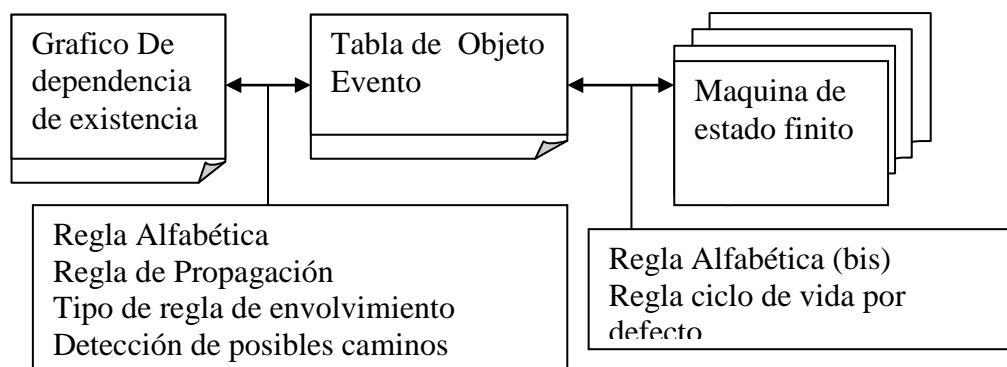 Grafico De
dependencia
de existencia
Tabla de Objeto
Evento
Maquina de
estado finito
Regla Alfabética
Regla de Propagación
Tipo de regla de envolvimiento
Detección de posibles caminos
Regla Alfabética (bis)
Regla ciclo de vida por
defecto